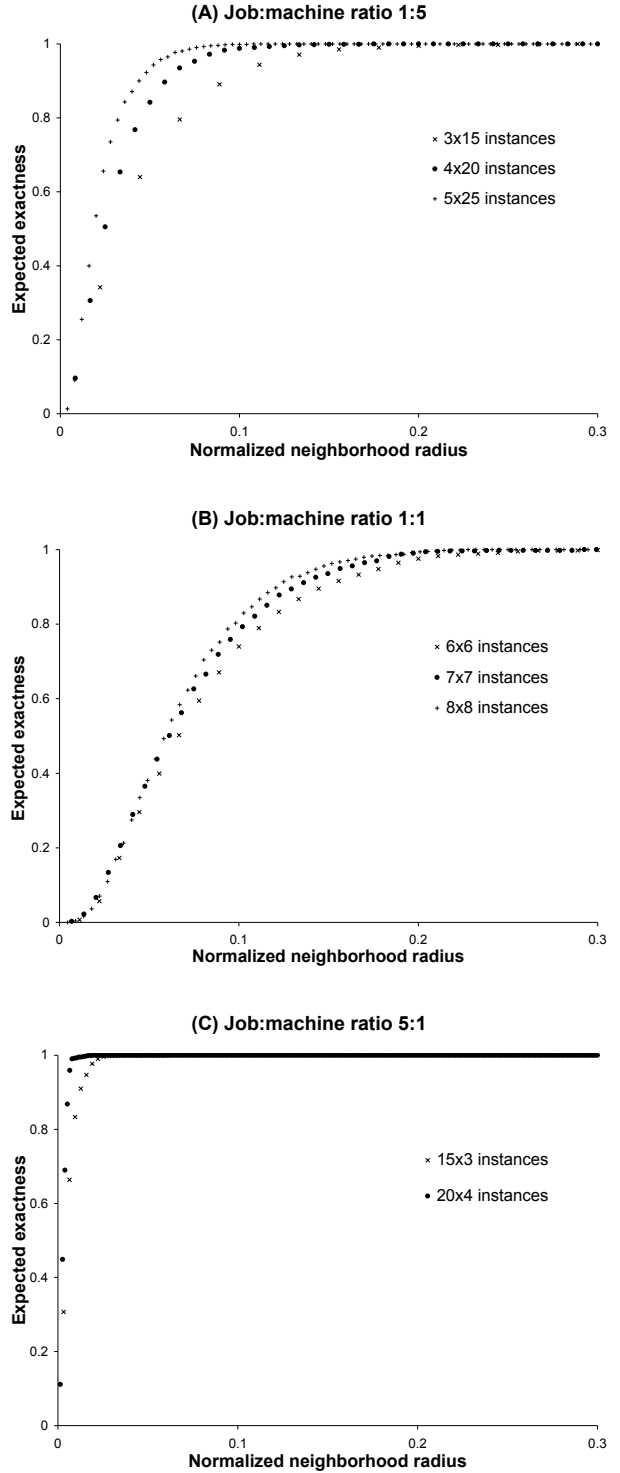 (A) Job:machine ratio 1:5
1
0.8
0.6
0.4
0.2
0
Expected exactness
3x15 instances
4x20 instances
5x25 instances
0 0.1 0.2 0.3
Normalized neighborhood radius
(B) Job:machine ratio 1:1
1
0.8
0.6
0.4
0.2
0
Expected exactness
6x6 instances
7x7 instances
8x8 instances
0 0.1 0.2 0.3
Normalized neighborhood radius
(C) Job:machine ratio 5:1
1
0.8
0.6
0.4
0.2
0
Expected exactness
15x3 instances
20x4 instances
0 0.1 0.2 0.3
Normalized neighborhood radius